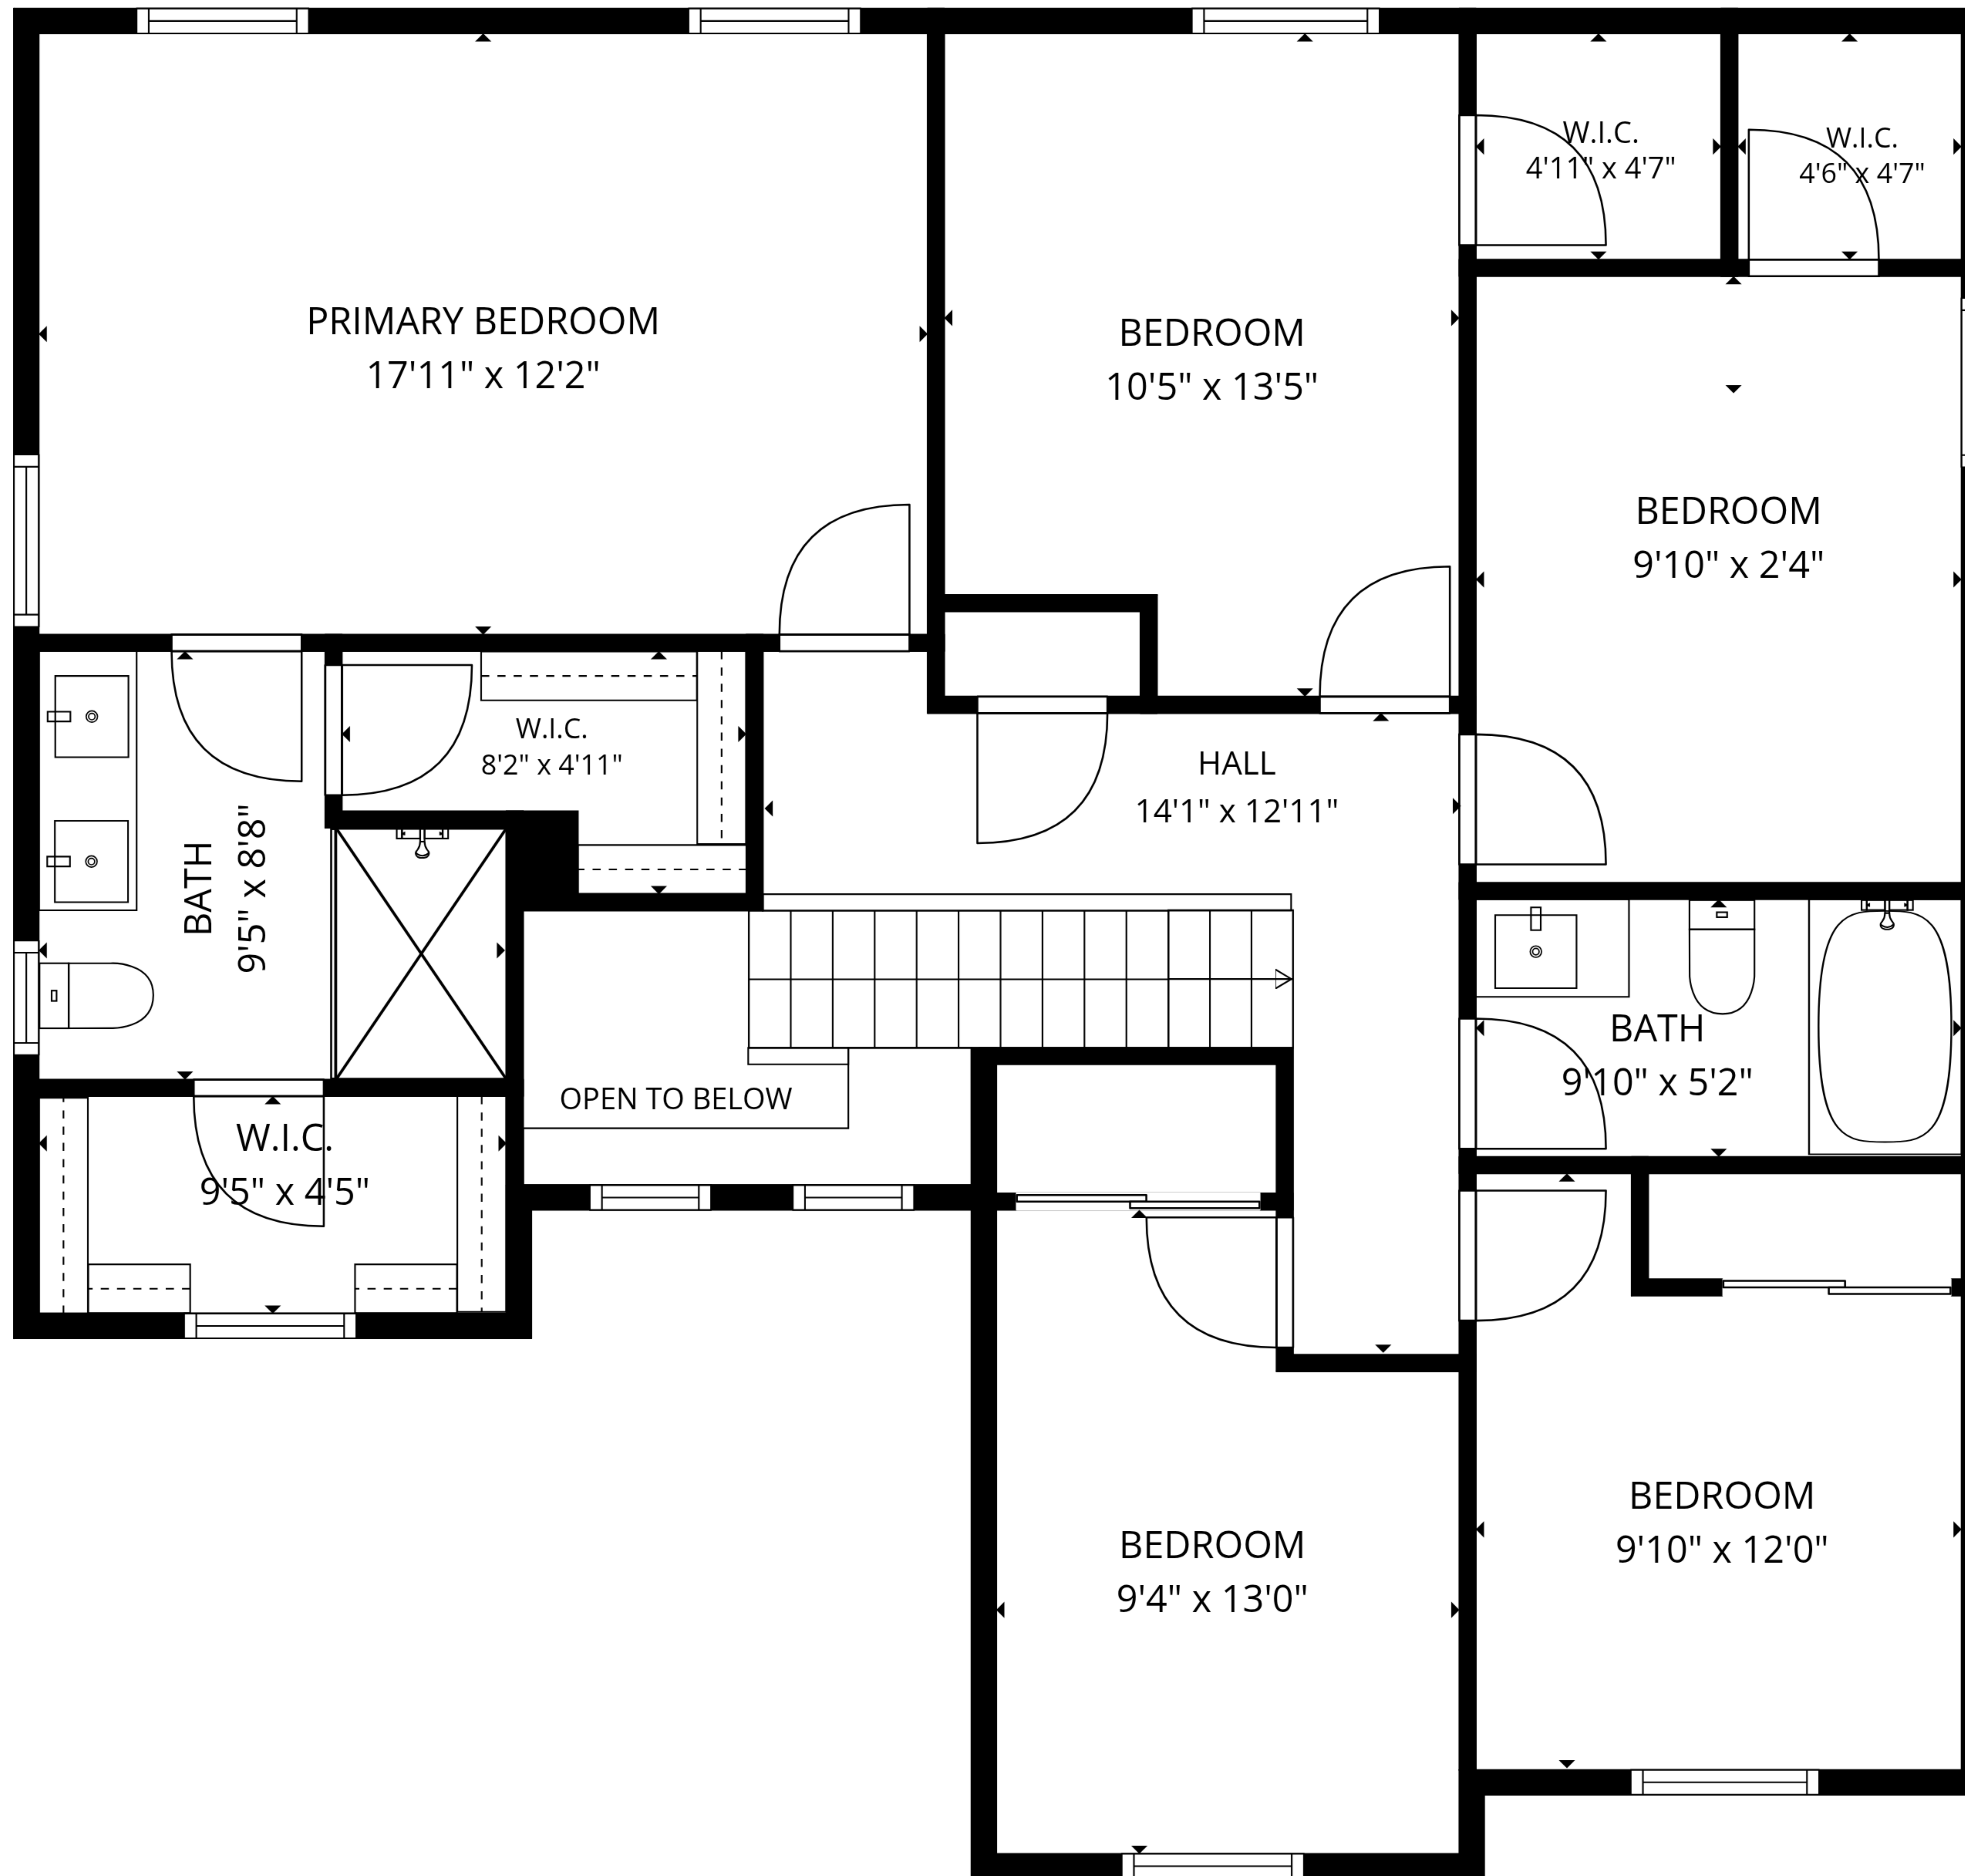 W.I.C.
4'11" x 4'7"
W.I.C.
4'6" x 4'7"
PRIMARY BEDROOM
17'11" x 12'2"
BEDROOM
10'5" x 13'5"
BEDROOM
9'10" x 2'4"
W.I.C.
8'2" x 4'11"
HALL
14'1" x 12'11"
BATH
9'5" x 8'8"
BATH
9'10" x 5'2"
OPEN TO BELOW
W.I.C.
9'5" x 4'5"
BEDROOM
9'4" x 13'0"
BEDROOM
9'10" x 12'0"